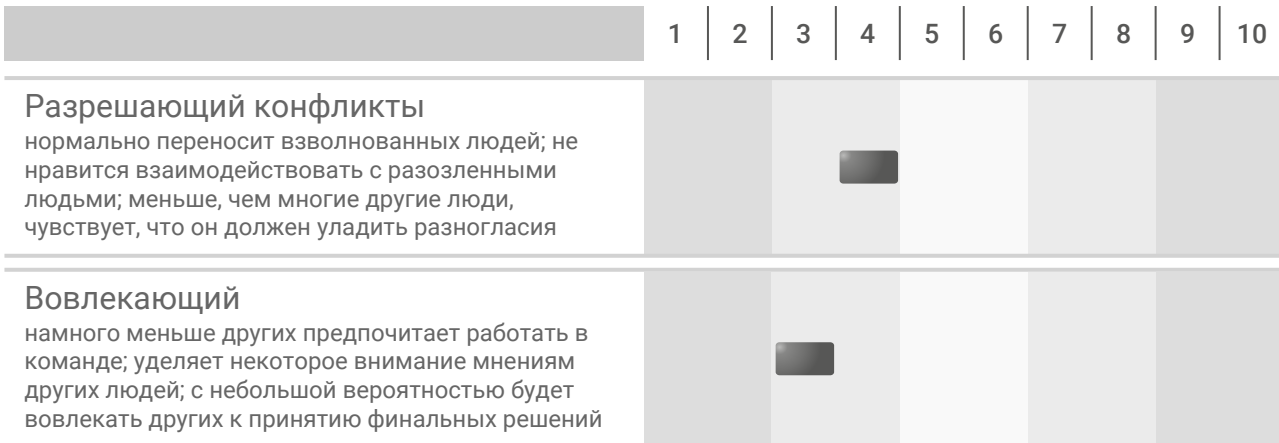 1 2 3 4 5 6 7 8 9 10
Разрешающий конфликты
нормально переносит взволнованных людей; не
нравится взаимодействовать с разозленными
людьми; меньше, чем многие другие люди,
чувствует, что он должен уладить разногласия
Вовлекающий
намного меньше других предпочитает работать в
команде; уделяет некоторое внимание мнениям
других людей; с небольшой вероятностью будет
вовлекать других к принятию финальных решений